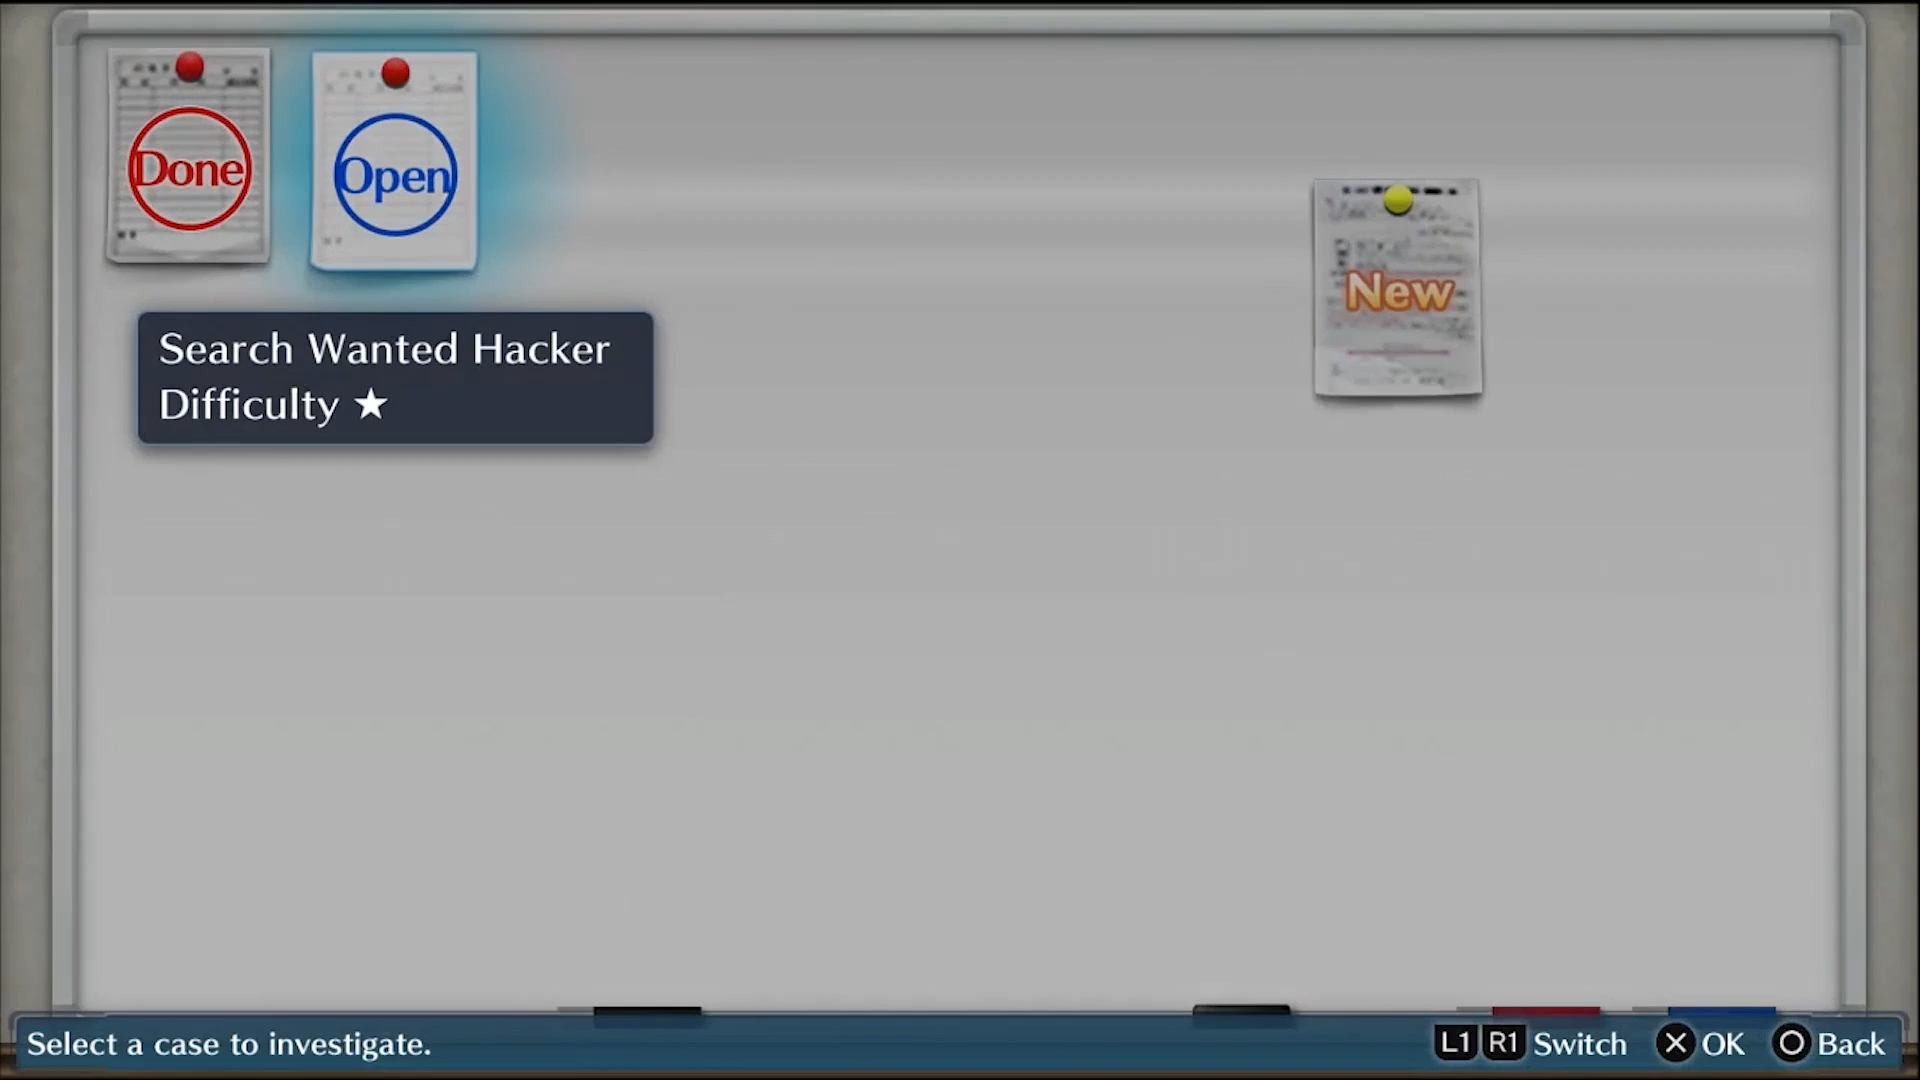 Done
Open
New
Search Wanted Hacker
Difficulty ★
Select a case to investigate.
L1 R1 Switch
OK
Back